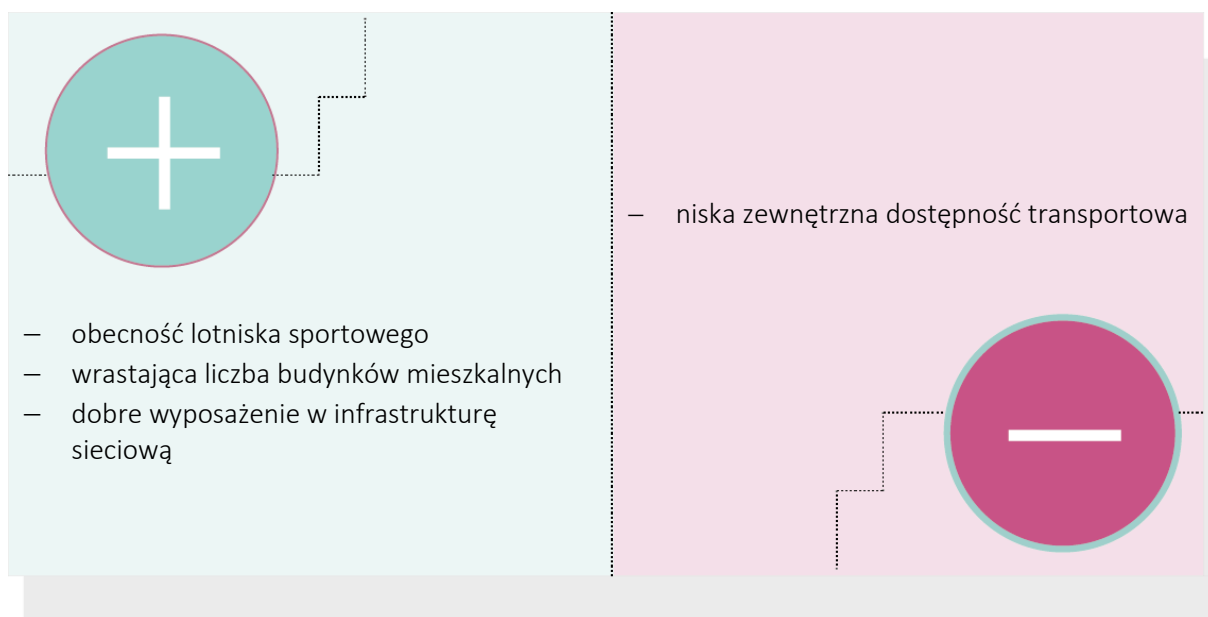 – obecność lotniska sportowego
– wrastająca liczba budynków mieszkalnych
– dobre wyposażenie w infrastrukturę
sieciową
– niska zewnętrzna dostępność transportowa